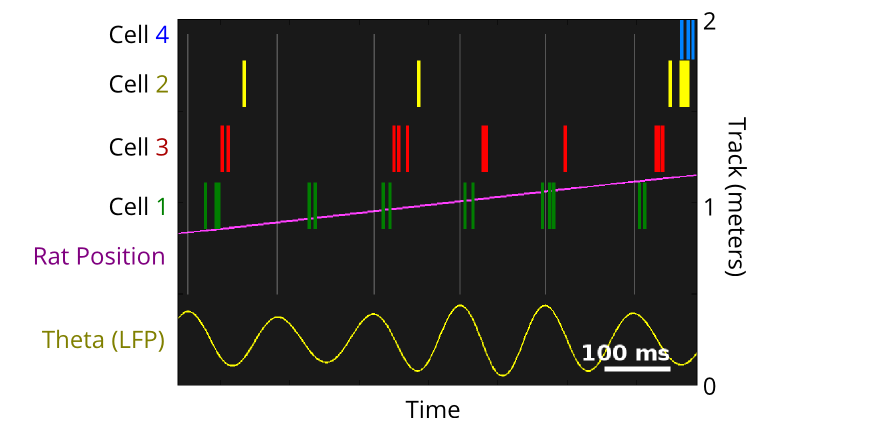 Cell 4
Cell 2
Cell 3
Cell 1
Rat Position
Theta (LFP)
100 ms
Time
2
1
0
Track (meters)